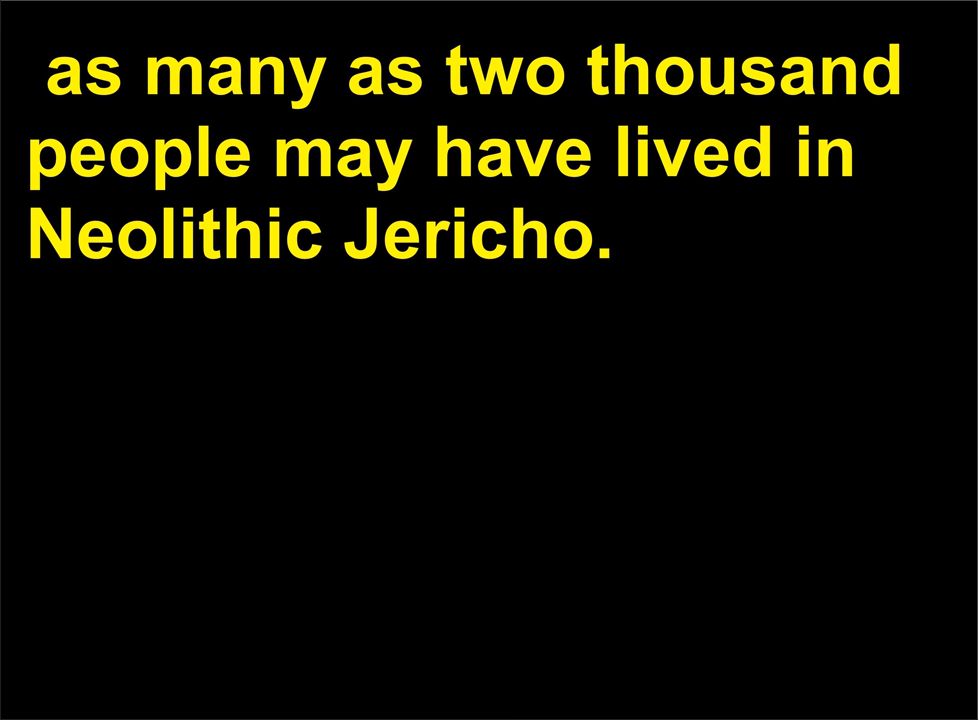 as many as two thousand
people may have lived in
Neolithic Jericho.